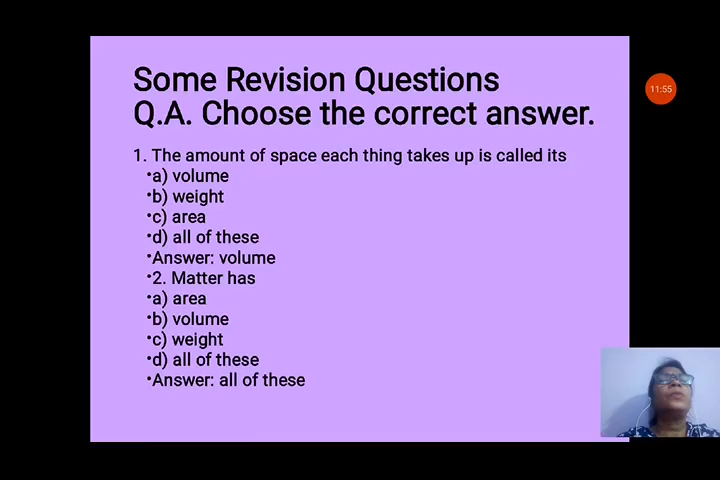 Some Revision Questions
Q.A. Choose the correct answer.
11:55
1. The amount of space each thing takes up is called its
•a) volume
•b) weight
•c) area
•d) all of these
•Answer: volume
•2. Matter has
•a) area
•b) volume
•c) weight
•d) all of these
•Answer: all of these